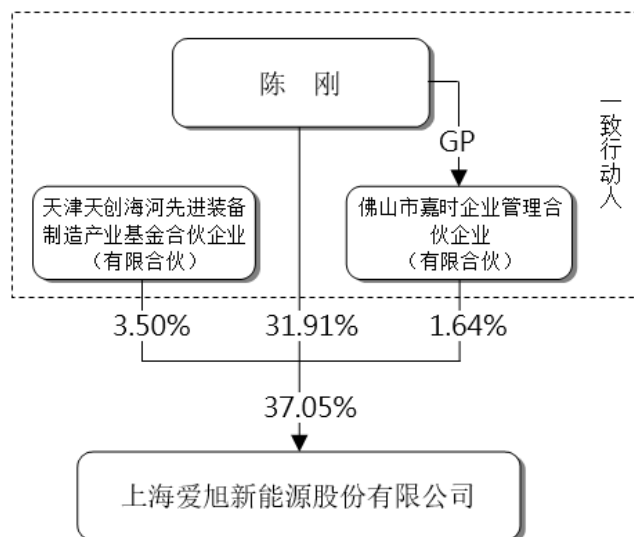 陈 刚
一致行动人
GP
天津天创海河先进装备
制造产业基金合伙企业
（有限合伙）
佛山市嘉时企业管理合
伙企业
（有限合伙）
3.50%
31.91%
1.64%
37.05%
上海爱旭新能源股份有限公司